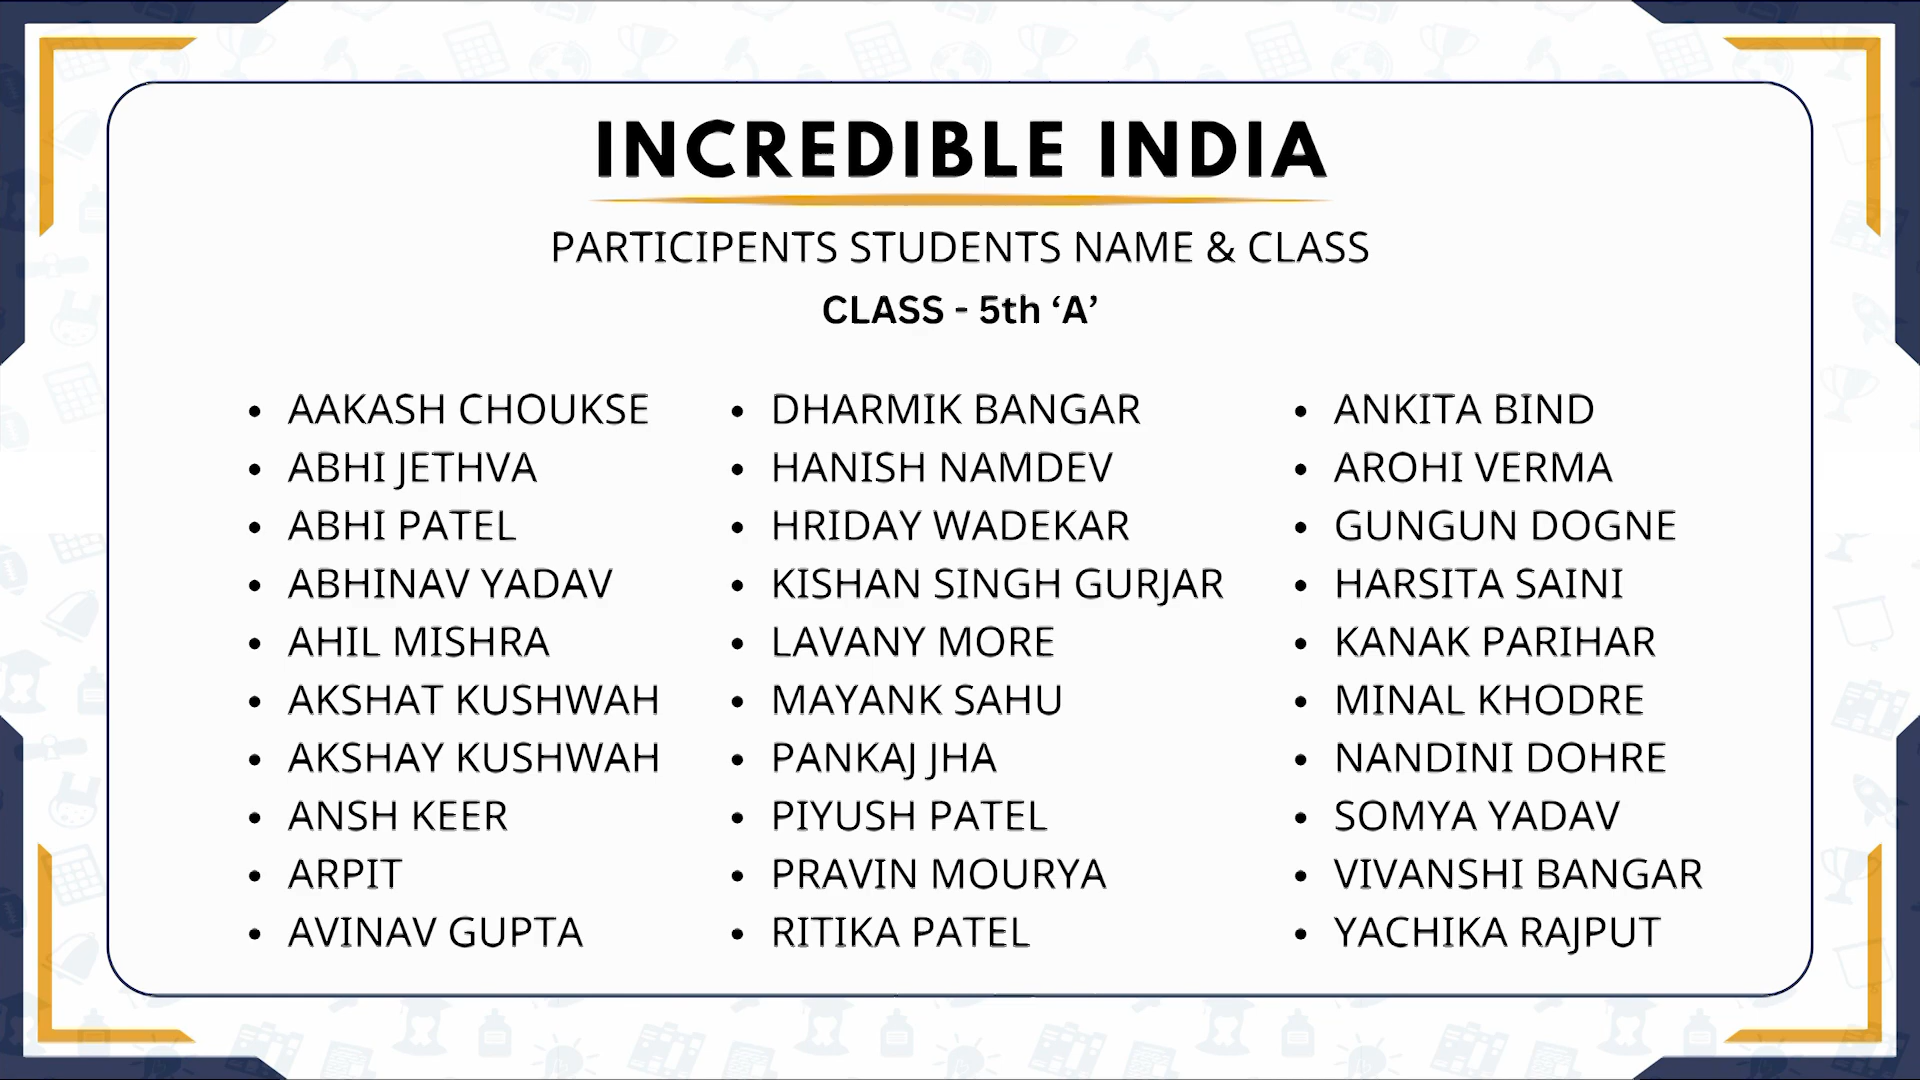 INCREDIBLE INDIA
PARTICIPENTS STUDENTS NAME & CLASS
CLASS - 5th ‘A’
• AAKASH CHOUKSE
• ABHI JETHVA
• ABHI PATEL
• ABHINAV YADAV
• AHIL MISHRA
• AKSHAT KUSHWAH
• AKSHAY KUSHWAH
• ANSH KEER
• ARPIT
• AVINAV GUPTA
• DHARMIK BANGAR
• HANISH NAMDEV
• HRIDAY WADEKAR
• KISHAN SINGH GURJAR
• LAVANY MORE
• MAYANK SAHU
• PANKAJ JHA
• PIYUSH PATEL
• PRAVIN MOURYA
• RITIKA PATEL
• ANKITA BIND
• AROHI VERMA
• GUNGUN DOGNE
• HARSITA SAINI
• KANAK PARIHAR
• MINAL KHODRE
• NANDINI DOHRE
• SOMYA YADAV
• VIVANSHI BANGAR
• YACHIKA RAJPUT